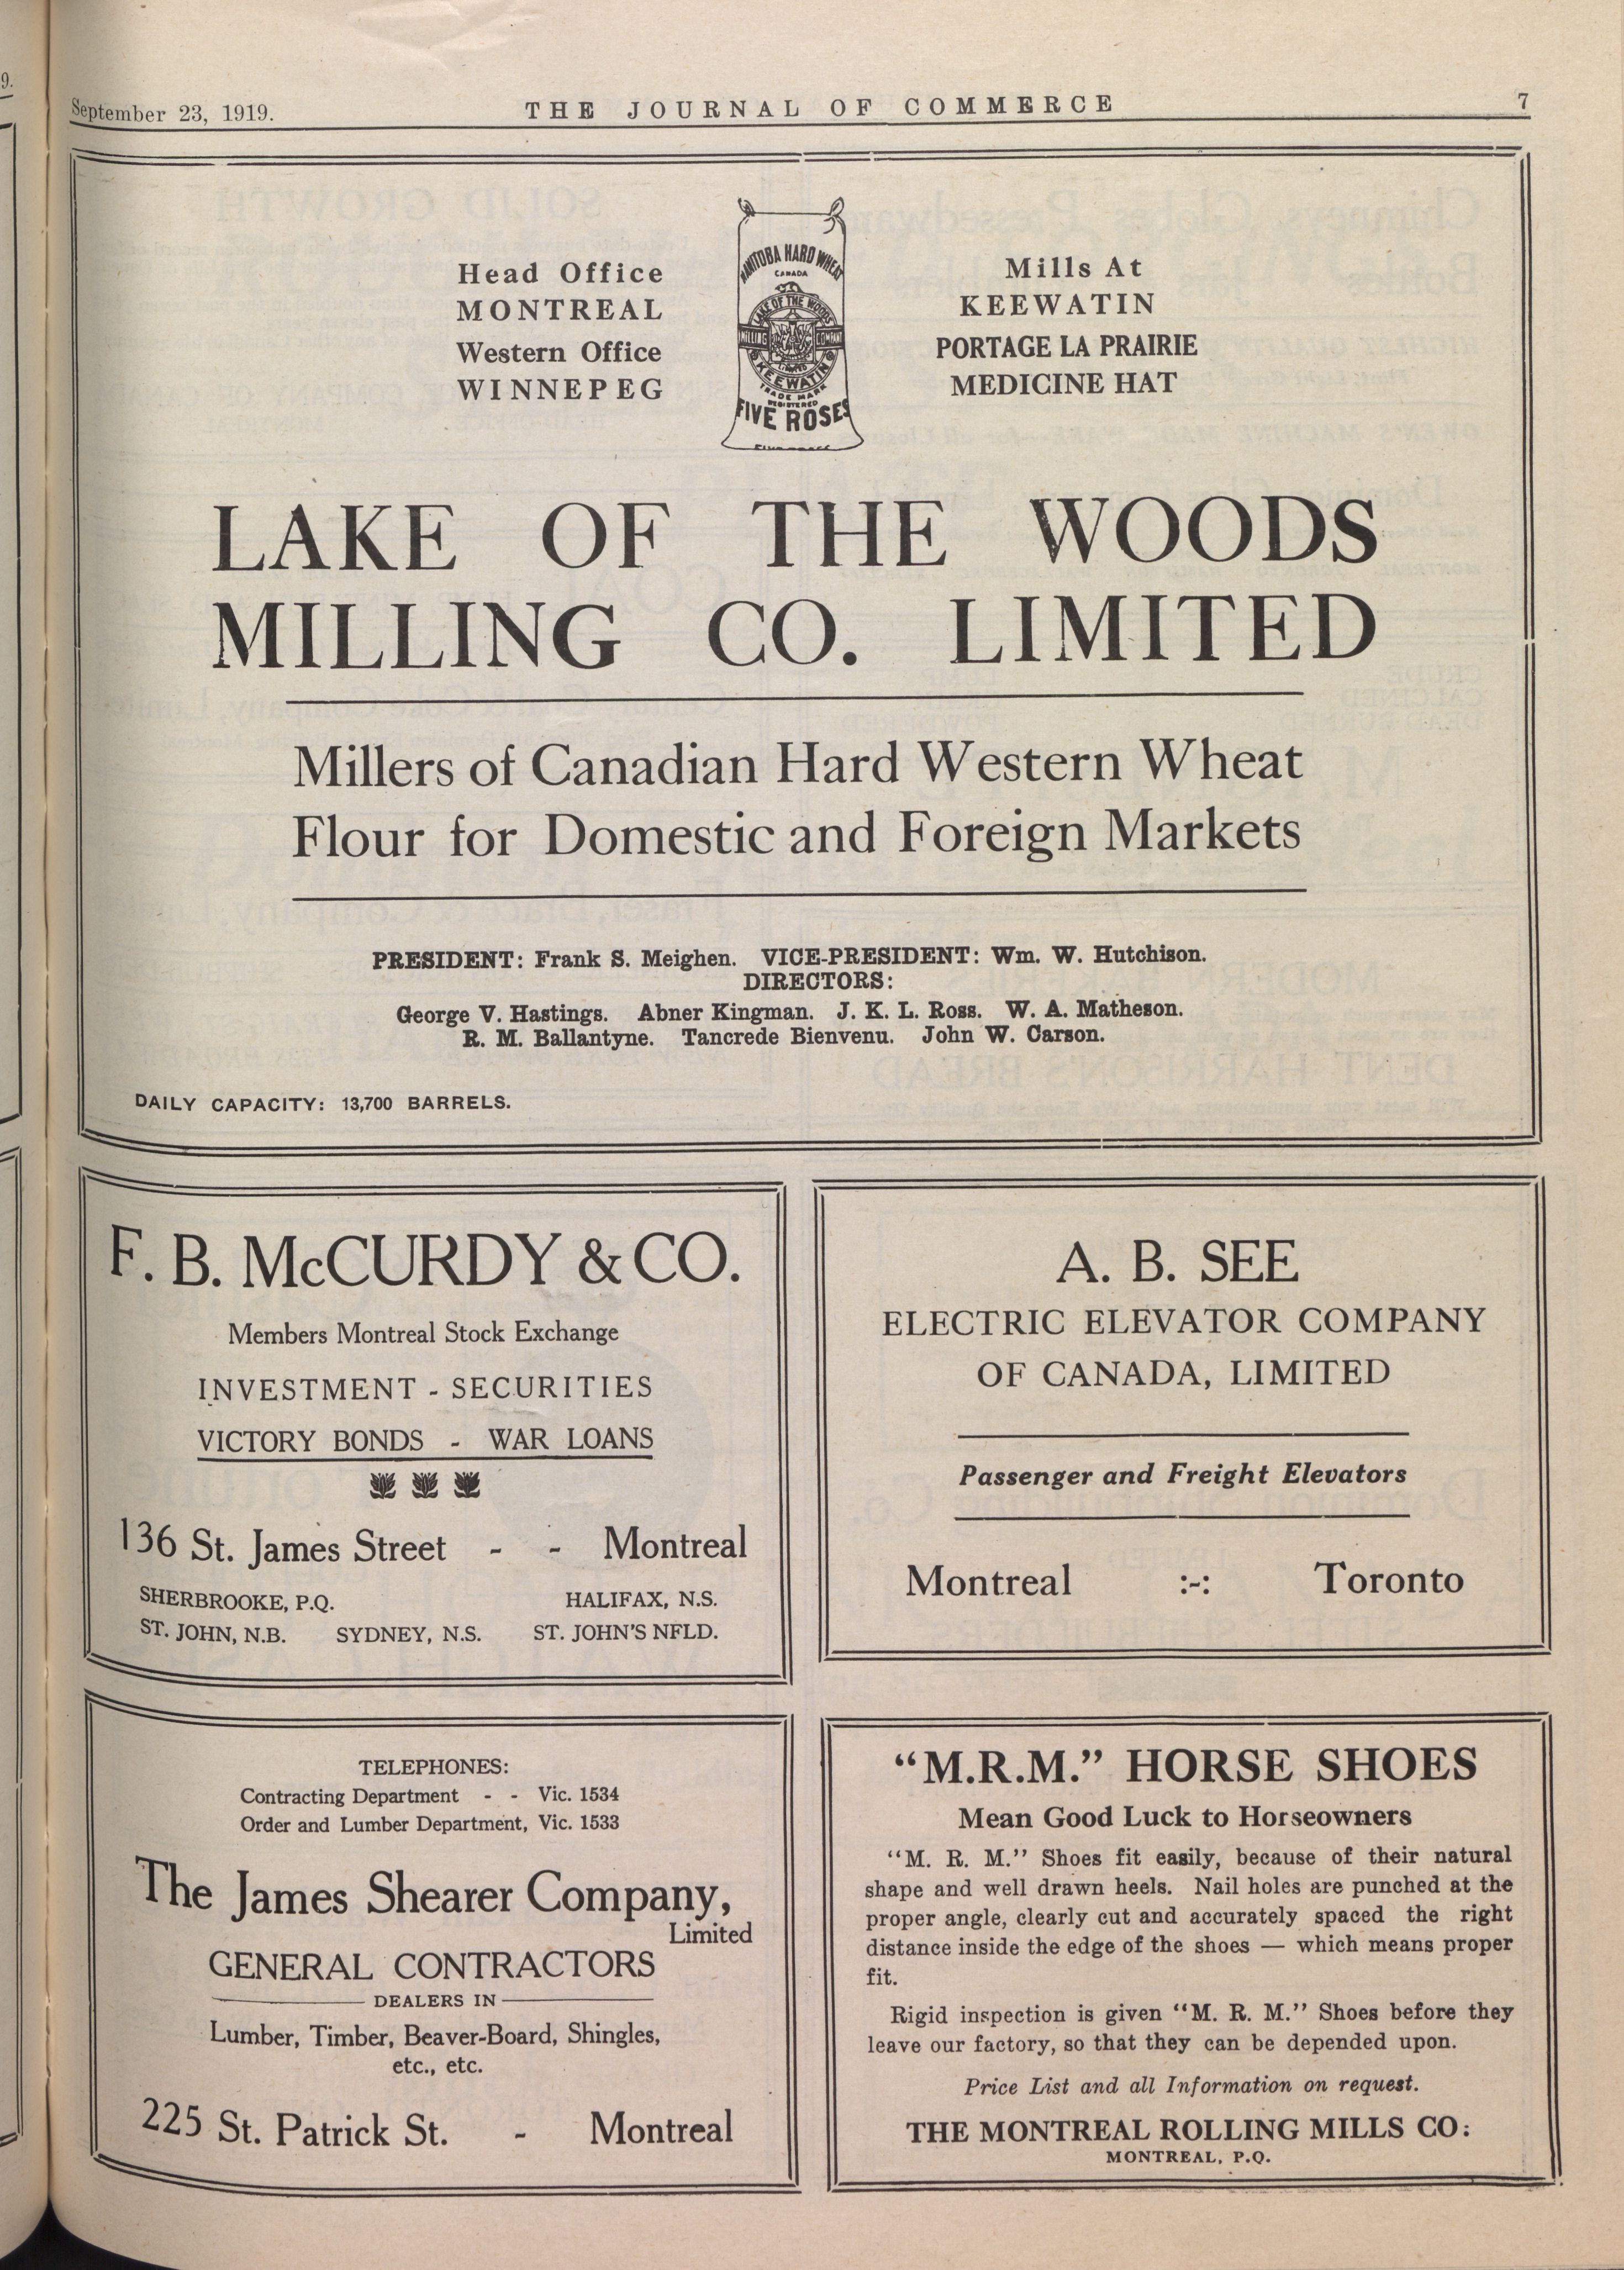 September 23, 1919.
THE JOURNAL OF COMMERCE
7
Head Office
MONTREAL
Western Office
WINNEPEG
MANITOBA HARD WHEAT
CANADA
LAKE OF THE WOODS
MILLING COMPANY
LIMITED
KEEWATIN
TRADE MARK
REGISTERED
FIVE ROSES
Mills At
KEEWATIN
PORTAGE LA PRAIRIE
MEDICINE HAT
LAKE OF THE WOODS
MILLING CO. LIMITED
Millers of Canadian Hard Western Wheat
Flour for Domestic and Foreign Markets
PRESIDENT: Frank S. Meighen. VICE-PRESIDENT: Wm. W. Hutchison.
DIRECTORS:
George V. Hastings. Abner Kingman. J. K. L. Ross. W. A. Matheson.
R. M. Ballantyne. Tancrede Bienvenu. John W. Carson.
DAILY CAPACITY: 13,700 BARRELS.
F. B. McCURDY & CO.
Members Montreal Stock Exchange
INVESTMENT - SECURITIES
VICTORY BONDS - WAR LOANS
136 St. James Street - - Montreal
SHERBROOKE, P.Q. HALIFAX, N.S.
ST. JOHN, N.B. SYDNEY, N.S. ST. JOHN'S NFLD.
A. B. SEE
ELECTRIC ELEVATOR COMPANY
OF CANADA, LIMITED
Passenger and Freight Elevators
Montreal :-: Toronto
TELEPHONES:
Contracting Department - - Vic. 1534
Order and Lumber Department, Vic. 1533
The James Shearer Company,
Limited
GENERAL CONTRACTORS
DEALERS IN
Lumber, Timber, Beaver-Board, Shingles,
etc., etc.
225 St. Patrick St. - Montreal
"M.R.M." HORSE SHOES
Mean Good Luck to Horseowners
"M. R. M." Shoes fit easily, because of their natural
shape and well drawn heels. Nail holes are punched at the
proper angle, clearly cut and accurately spaced the right
distance inside the edge of the shoes — which means proper
fit.
Rigid inspection is given "M. R. M." Shoes before they
leave our factory, so that they can be depended upon.
Price List and all Information on request.
THE MONTREAL ROLLING MILLS CO:
MONTREAL, P.Q.